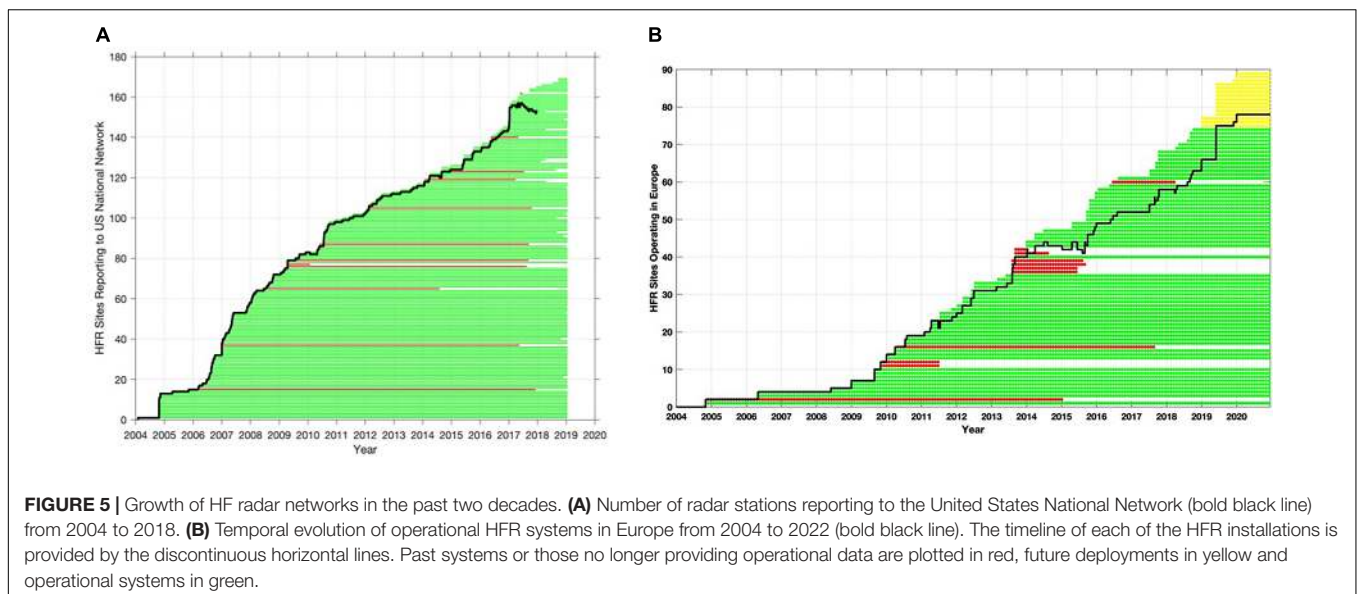 A
180
160
140
120
100
80
60
40
20
0
HFR Sites Reporting to US National Network
2004 2005 2006 2007 2008 2009 2010 2011 2012 2013 2014 2015 2016 2017 2018 2019 2020
Year
B
90
80
70
60
50
40
30
20
10
0
HFR Sites Operating in Europe
2004 2005 2006 2007 2008 2009 2010 2011 2012 2013 2014 2015 2016 2017 2018 2019 2020
Year
FIGURE 5 | Growth of HF radar networks in the past two decades. (A) Number of radar stations reporting to the United States National Network (bold black line)
from 2004 to 2018. (B) Temporal evolution of operational HFR systems in Europe from 2004 to 2022 (bold black line). The timeline of each of the HFR installations is
provided by the discontinuous horizontal lines. Past systems or those no longer providing operational data are plotted in red, future deployments in yellow and
operational systems in green.